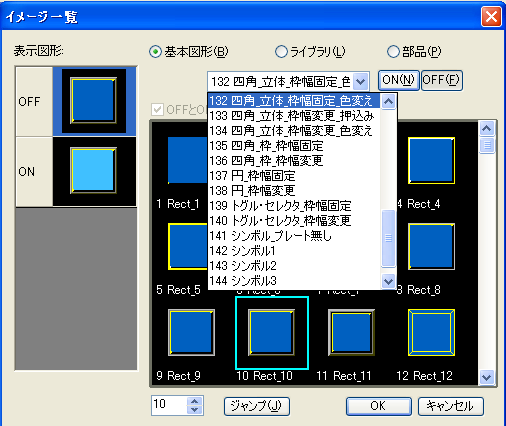 イメージ一覧
表示図形:
基本図形(B)
ライブラリ(L)
部品(P)
132 四角_立体_枠幅固定_色
ON(N)
OFF(F)
OFF
ON
OFFとO
132 四角_立体_枠幅固定_色変え
133 四角_立体_枠幅変更_押込み
134 四角_立体_枠幅変更_色変え
135 四角_枠_枠幅固定
136 四角_枠_枠幅変更
137 円_枠幅固定
138 円_枠幅変更
139 トグル・セレクタ_枠幅固定
140 トグル・セレクタ_枠幅変更
141 シンボル_プレート無し
142 シンボル1
143 シンボル2
144 シンボル3
1 Rect_1
4 Rect_4
5 Rect_5
8 Rect_8
9 Rect_9
10 Rect_10
11 Rect_11
12 Rect_12
10
ジャンプ(J)
OK
キャンセル